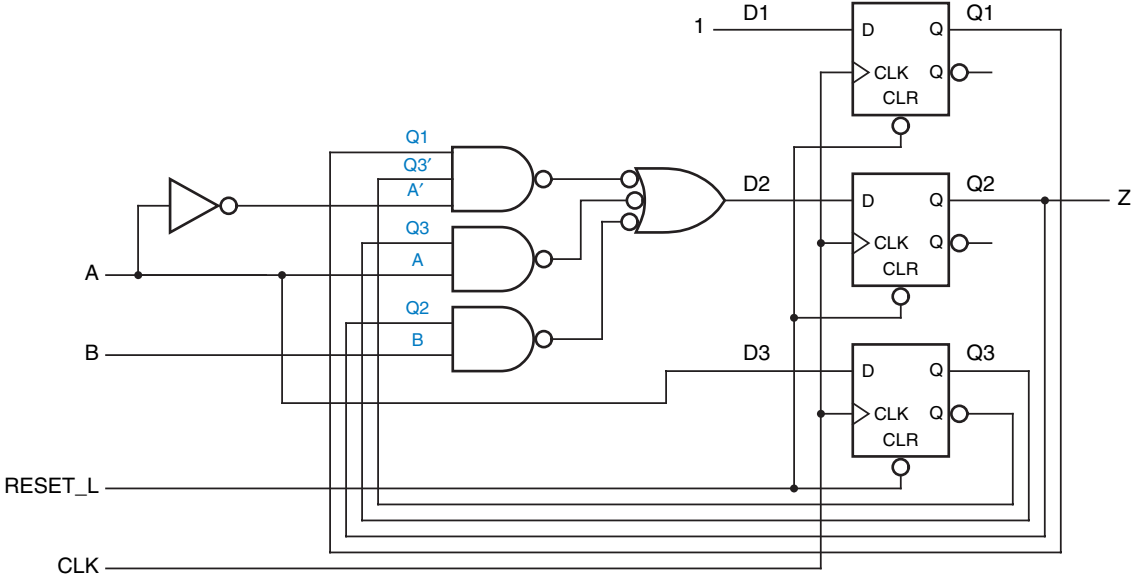 1 D1 D Q Q1
CLK Q
CLR
Q1
Q3′
A′
D2 D Q Q2 Z
Q3
A
CLK Q
CLR
A
Q2
B
B
D3 D Q Q3
CLK Q
CLR
RESET_L
CLK